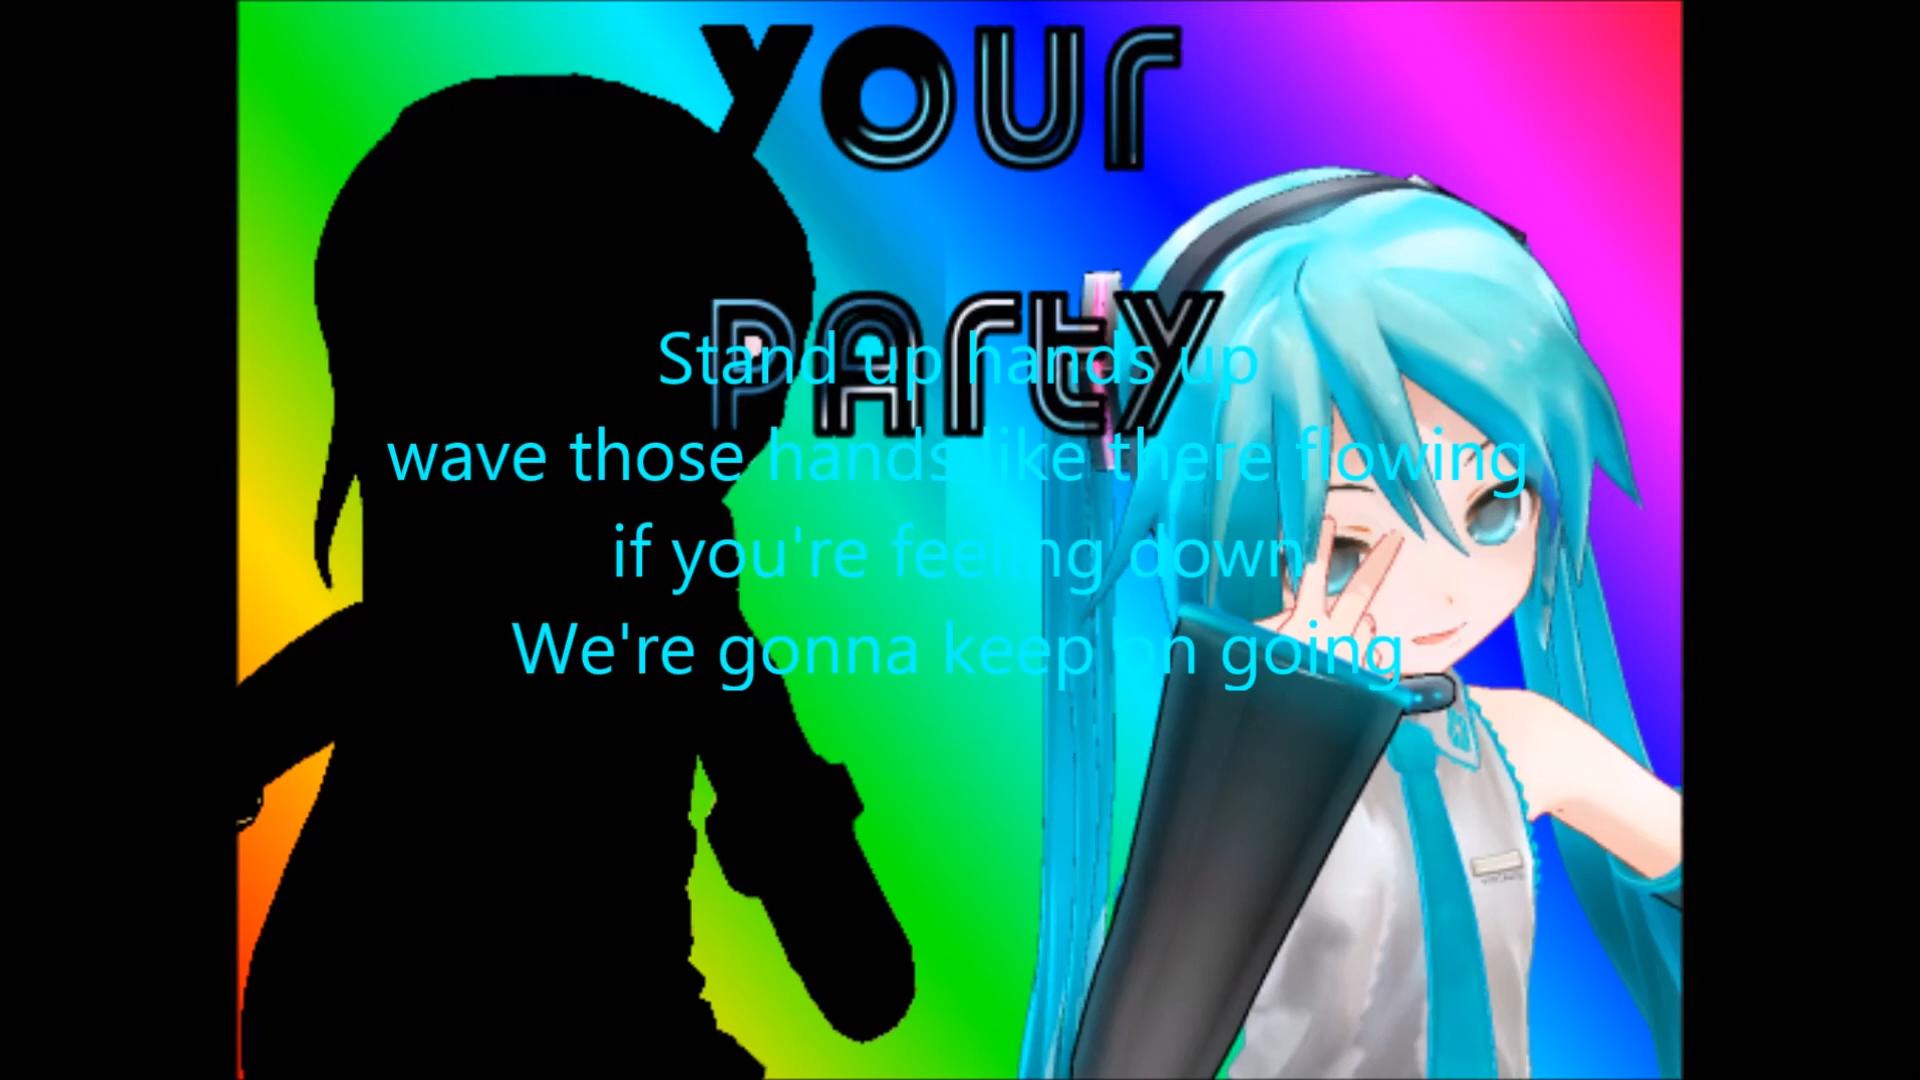 Your
Party
Stand up hands up
wave those hands like there flowing
if you're feeling down
We're gonna keep on going